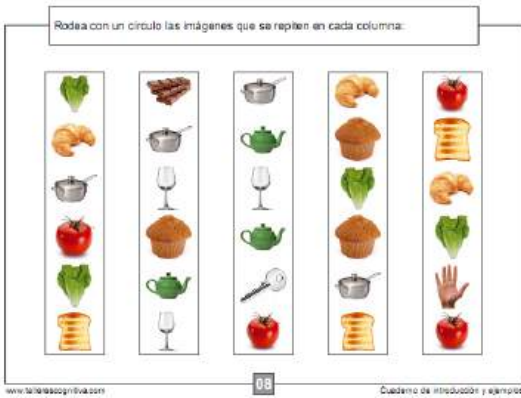 Rodea con un círculo las imágenes que se repiten en cada columna:
www.tallerescognitiva.com
08
Cuaderno de introducción y ejemplos